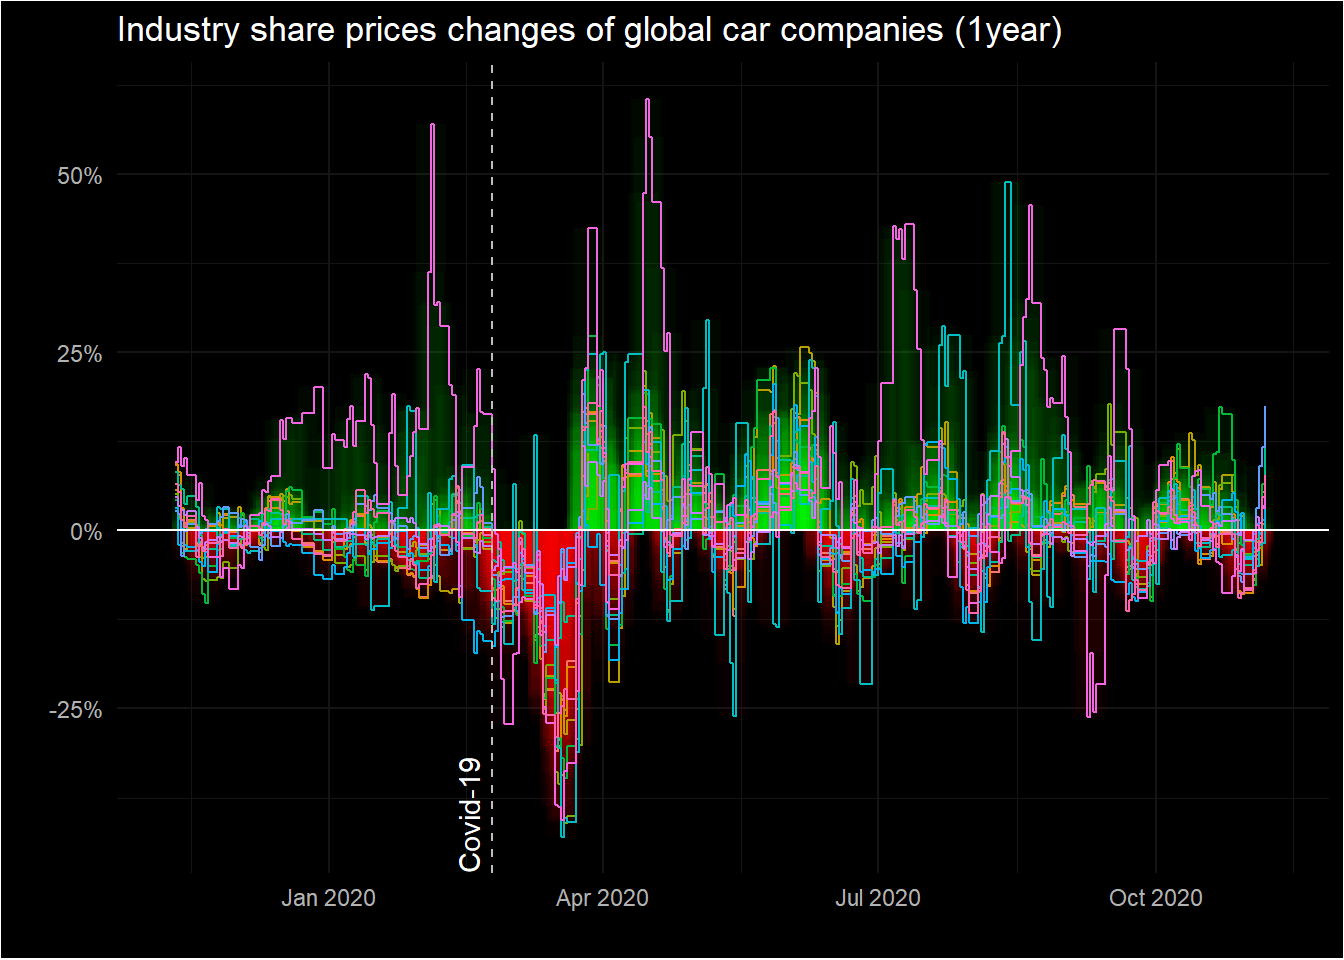 Industry share prices changes of global car companies (1year)
50%
25%
0%
-25%
Covid-19
Jan 2020
Apr 2020
Jul 2020
Oct 2020